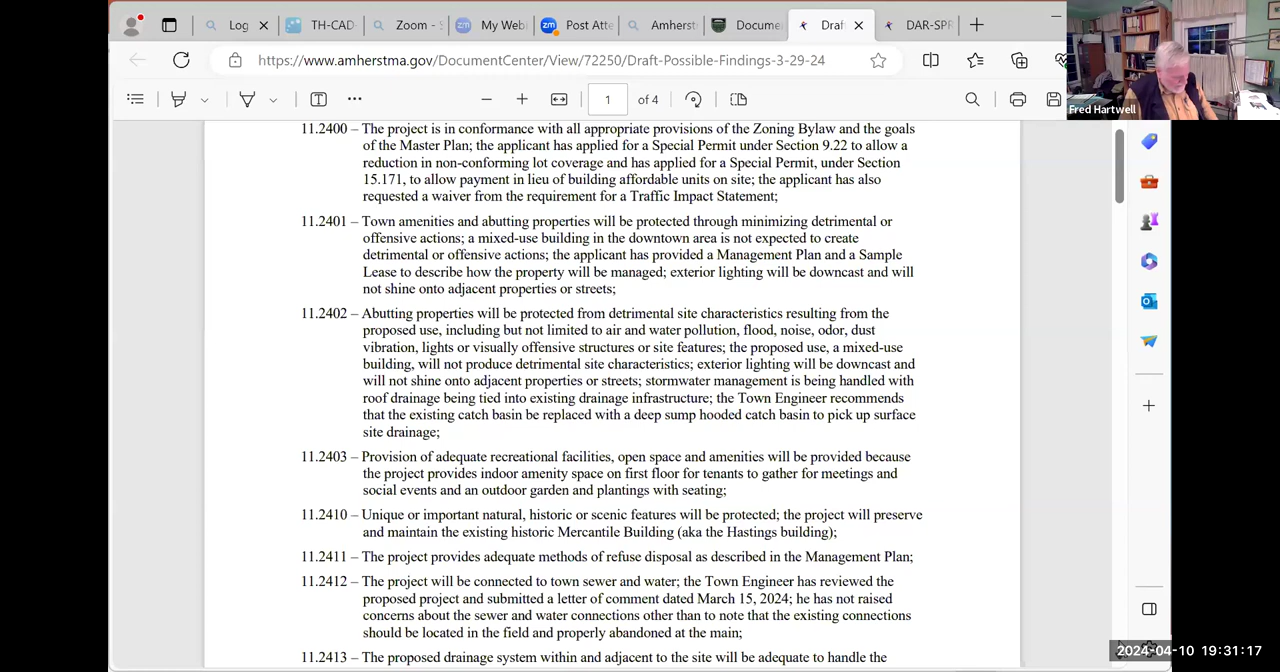 Log
TH-CAD-
Zoom - S
My Webi
Post Atte
Amherst
Docume
Draf
DAR-SPR
https://www.amherstma.gov/DocumentCenter/View/72250/Draft-Possible-Findings-3-29-24
1 of 4
Fred Hartwell
11.2400 – The project is in conformance with all appropriate provisions of the Zoning Bylaw and the goals
of the Master Plan; the applicant has applied for a Special Permit under Section 9.22 to allow a
reduction in non-conforming lot coverage and has applied for a Special Permit, under Section
15.171, to allow payment in lieu of building affordable units on site; the applicant has also
requested a waiver from the requirement for a Traffic Impact Statement;
11.2401 – Town amenities and abutting properties will be protected through minimizing detrimental or
offensive actions; a mixed-use building in the downtown area is not expected to create
detrimental or offensive actions; the applicant has provided a Management Plan and a Sample
Lease to describe how the property will be managed; exterior lighting will be downcast and will
not shine onto adjacent properties or streets;
11.2402 – Abutting properties will be protected from detrimental site characteristics resulting from the
proposed use, including but not limited to air and water pollution, flood, noise, odor, dust
vibration, lights or visually offensive structures or site features; the proposed use, a mixed-use
building, will not produce detrimental site characteristics; exterior lighting will be downcast and
will not shine onto adjacent properties or streets; stormwater management is being handled with
roof drainage being tied into existing drainage infrastructure; the Town Engineer recommends
that the existing catch basin be replaced with a deep sump hooded catch basin to pick up surface
site drainage;
11.2403 – Provision of adequate recreational facilities, open space and amenities will be provided because
the project provides indoor amenity space on first floor for tenants to gather for meetings and
social events and an outdoor garden and plantings with seating;
11.2410 – Unique or important natural, historic or scenic features will be protected; the project will preserve
and maintain the existing historic Mercantile Building (aka the Hastings building);
11.2411 – The project provides adequate methods of refuse disposal as described in the Management Plan;
11.2412 – The project will be connected to town sewer and water; the Town Engineer has reviewed the
proposed project and submitted a letter of comment dated March 15, 2024; he has not raised
concerns about the sewer and water connections other than to note that the existing connections
should be located in the field and properly abandoned at the main;
11.2413 – The proposed drainage system within and adjacent to the site will be adequate to handle the
2024-04-10 19:31:17